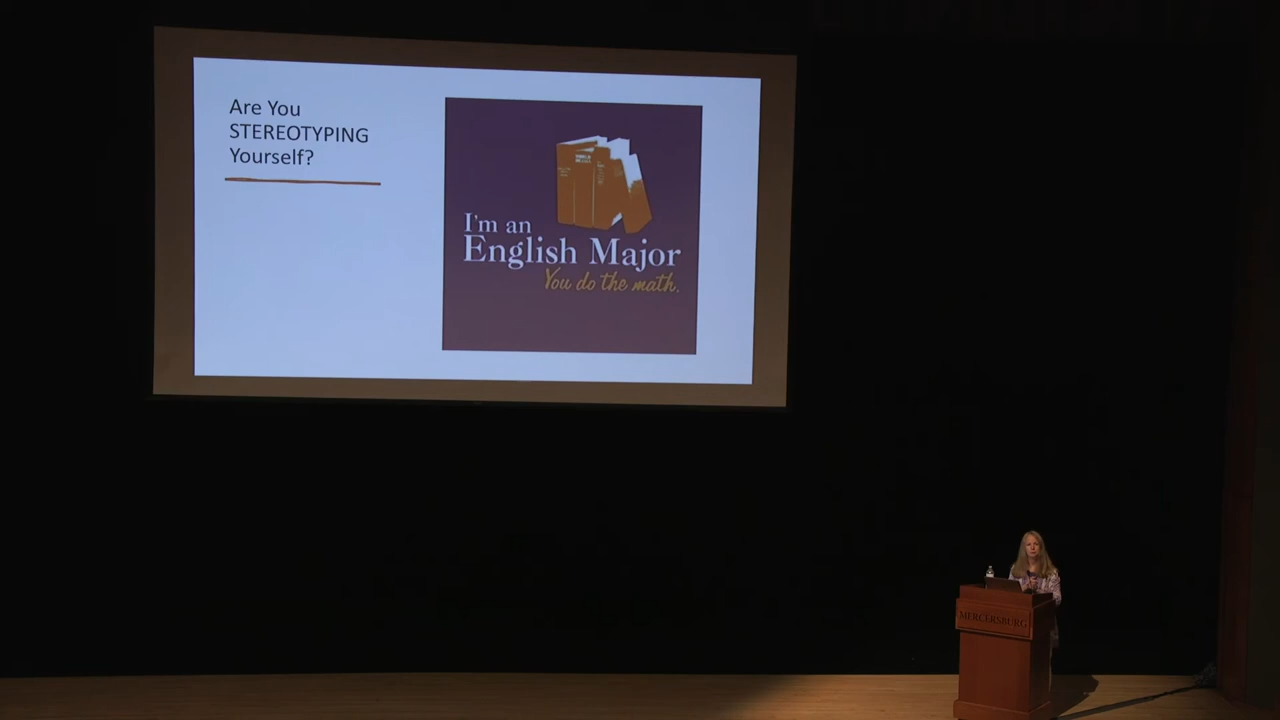 Are You
STEREOTYPING
Yourself?
I'm an
English Major
You do the math.
MERCERSBURG